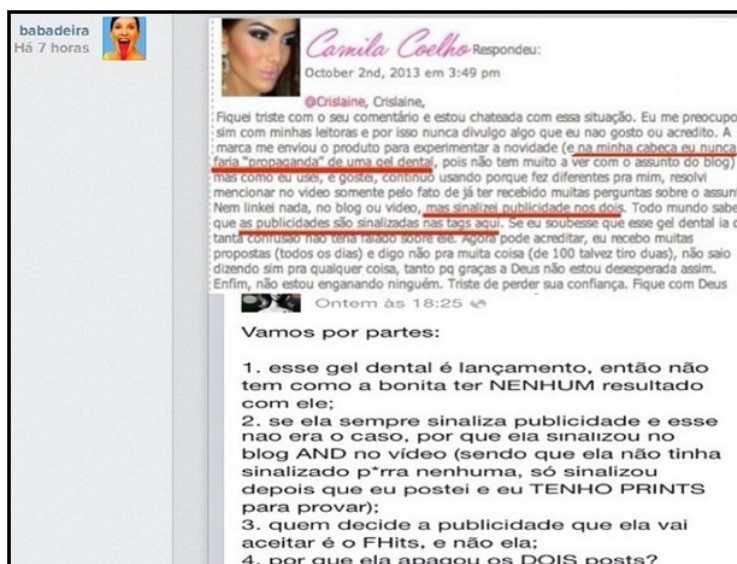 babadeira
Há 7 horas
Camila Coelho Respondeu:
October 2nd, 2013 em 3:49 pm
@Crislaine, Crislaine,
Fiquei triste com o seu comentário e estou chateada com essa situação. Eu me preocupo
sim com minhas leitoras e por isso nunca divulgo algo que eu nao gosto ou acredito. A
marca me enviou o produto para experimentar a novidade (e na minha cabeça eu nunca
faria "propaganda" de uma gel dental, pois não tem muito a ver com o assunto do blog)
mas como eu usei, e gostei, continuo usando porque fez diferentes pra mim, resolvi
mencionar no video somente pelo fato de já ter recebido muitas perguntas sobre o assun
Nem linkei nada, no blog ou video, mas sinalizei publicidade nos dois. Todo mundo sabe
que as publicidades são sinalizadas nas tags aqui. Se eu soubesse que esse gel dental ia d
tanta confusão não teria falado sobre ele. Agora pode acreditar, eu recebo muitas
propostas (todos os dias) e digo não pra muita coisa (de 100 talvez tiro duas), não saio
dizendo sim pra qualquer coisa, tanto pq graças a Deus não estou desesperada assim.
Enfim, não estou enganando ninguém. Triste de perder sua confiança. Fique com Deus
Ontem às 18:25
Vamos por partes:
1. esse gel dental é lançamento, então não
tem como a bonita ter NENHUM resultado
com ele;
2. se ela sempre sinaliza publicidade e esse
nao era o caso, por que ela sinalizou no
blog AND no vídeo (sendo que ela não tinha
sinalizado p*rra nenhuma, só sinalizou
depois que eu postei e eu TENHO PRINTS
para provar);
3. quem decide a publicidade que ela vai
aceitar é o FHits, e não ela;
4. por que ela apagou os DOIS posts?